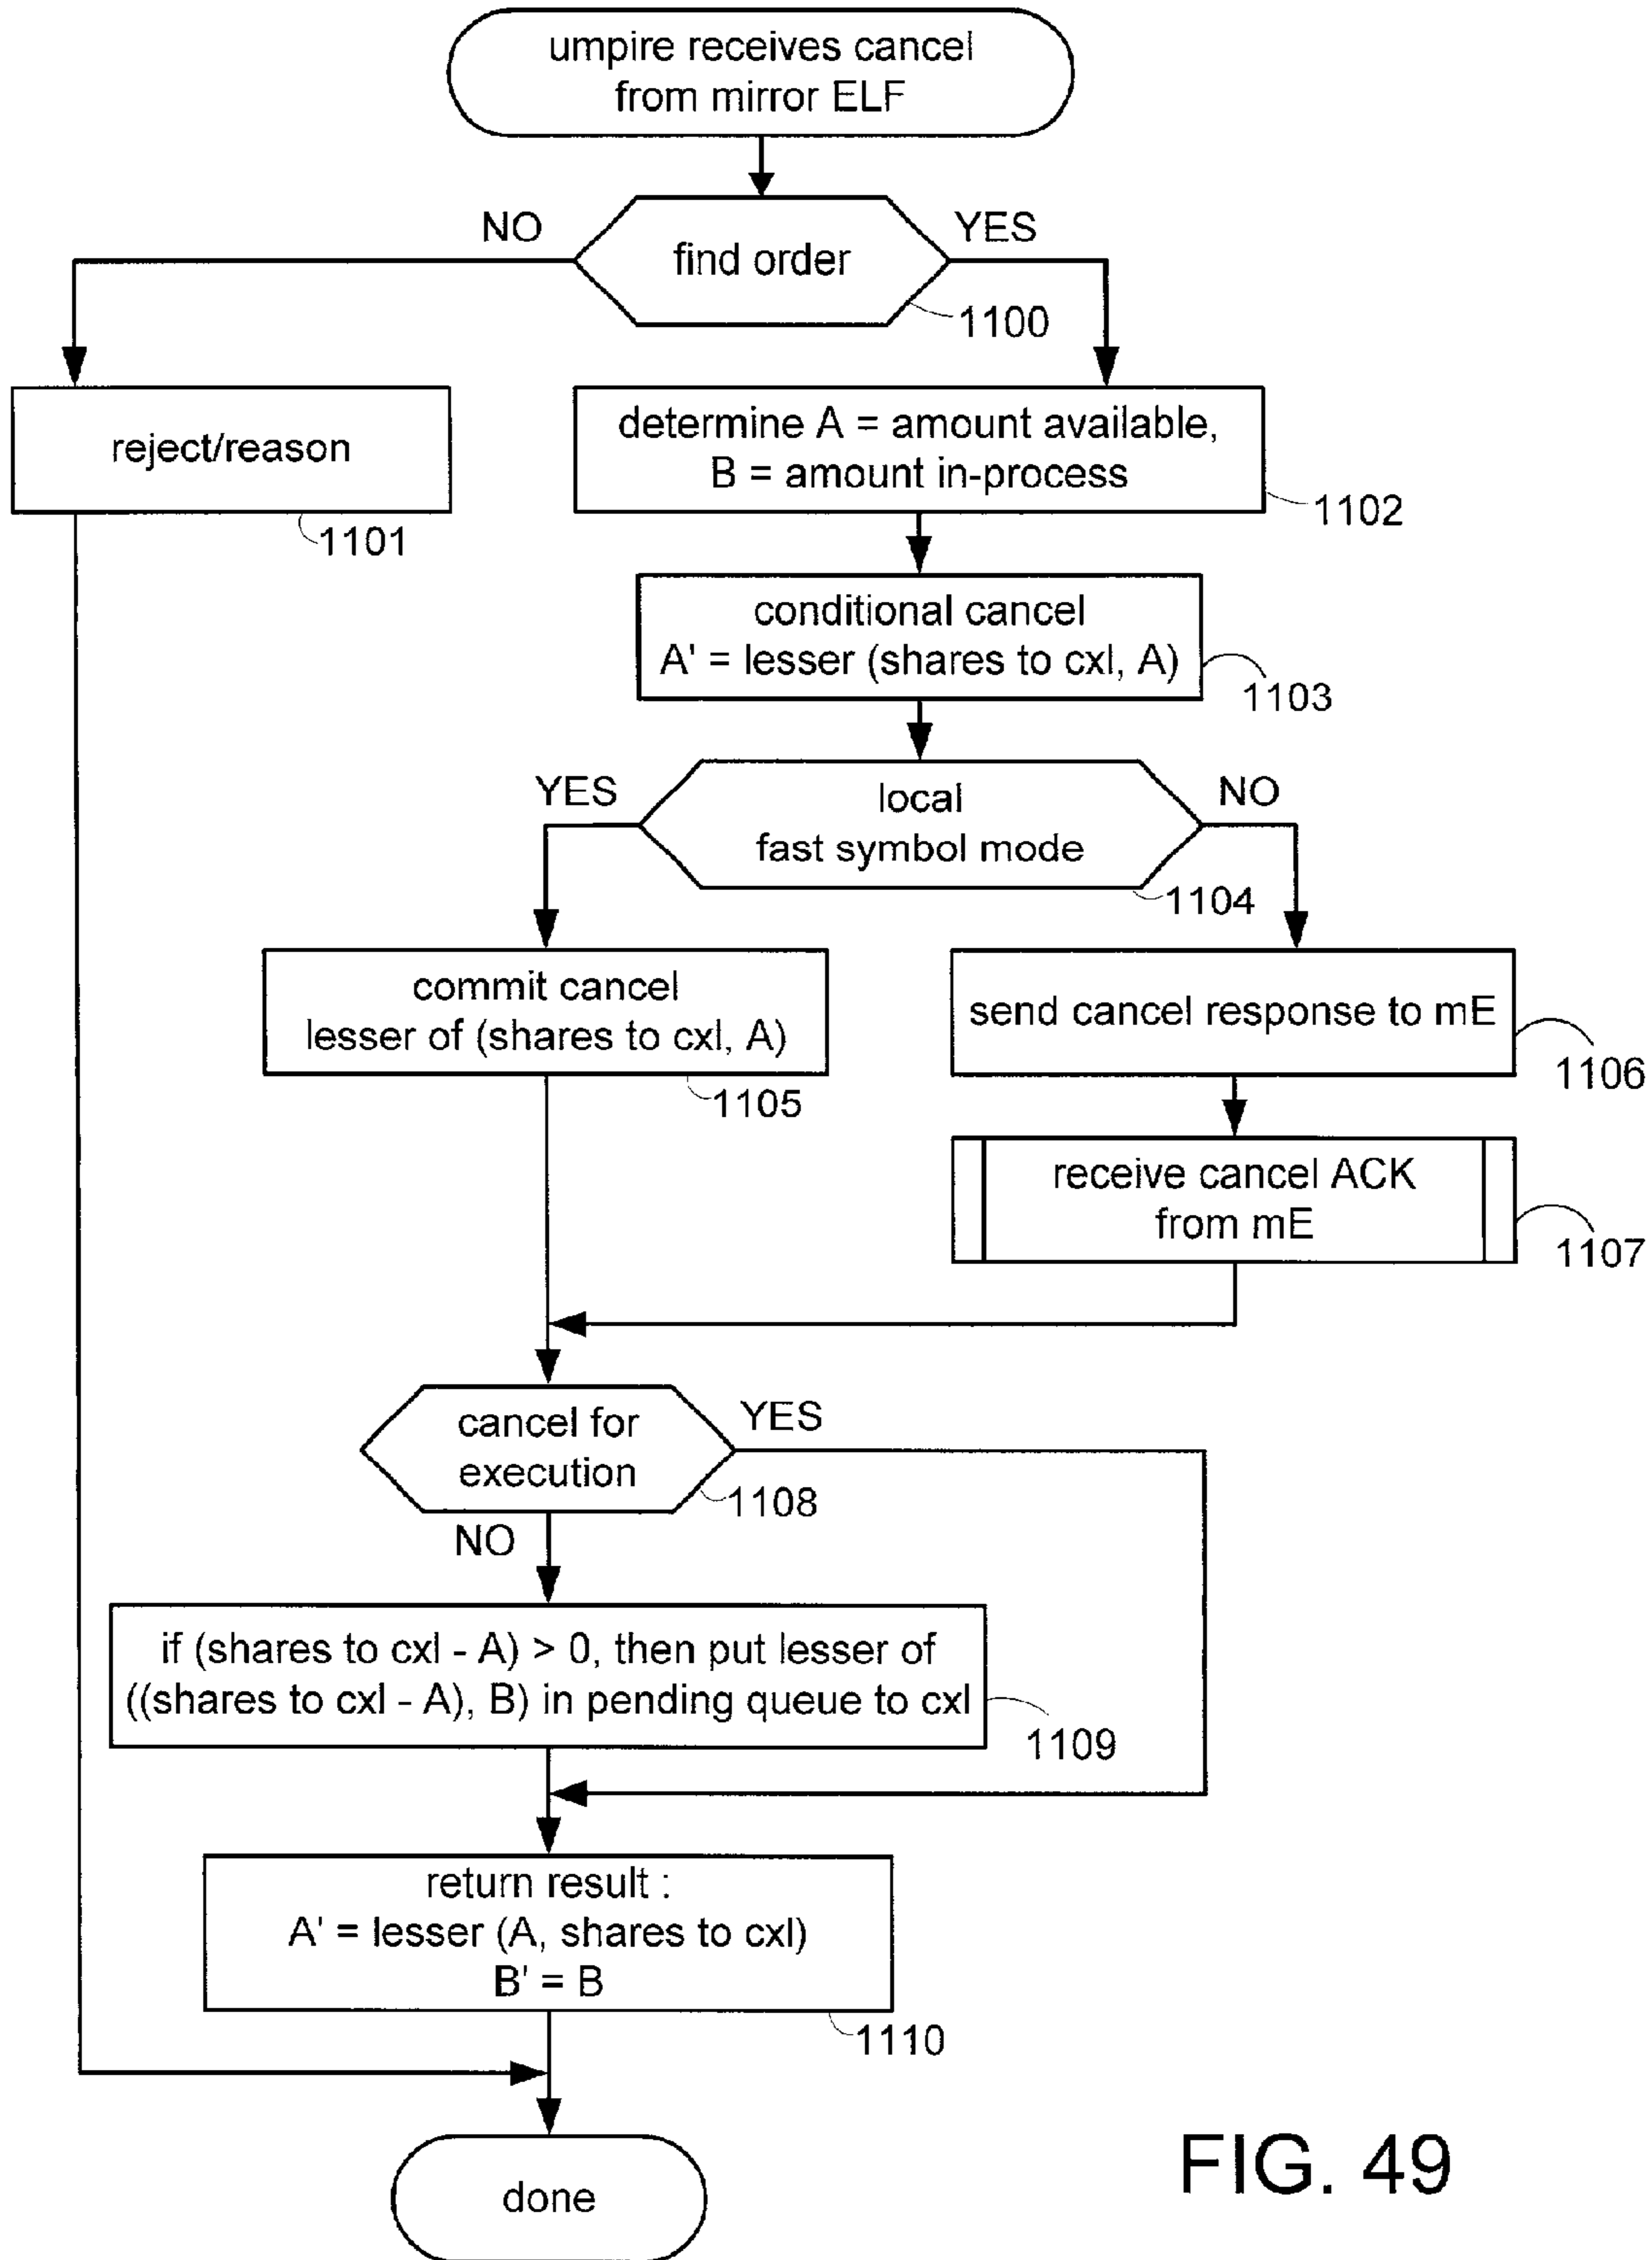 umpire receives cancel
from mirror ELF
NO
YES
find order
1100
reject/reason
1101
determine A = amount available,
B = amount in-process
1102
conditional cancel
A' = lesser (shares to cxl, A)
1103
YES
NO
local
fast symbol mode
1104
commit cancel
lesser of (shares to cxl, A)
1105
send cancel response to mE
1106
receive cancel ACK
from mE
1107
cancel for
execution
YES
1108
NO
if (shares to cxl - A) > 0, then put lesser of
((shares to cxl - A), B) in pending queue to cxl
1109
return result :
A' = lesser (A, shares to cxl)
B' = B
1110
done
FIG. 49